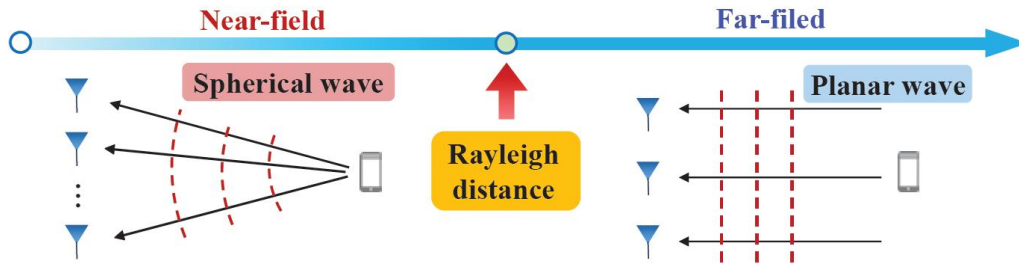 Near-field
Far-filed
Spherical wave
Planar wave
Rayleigh
distance